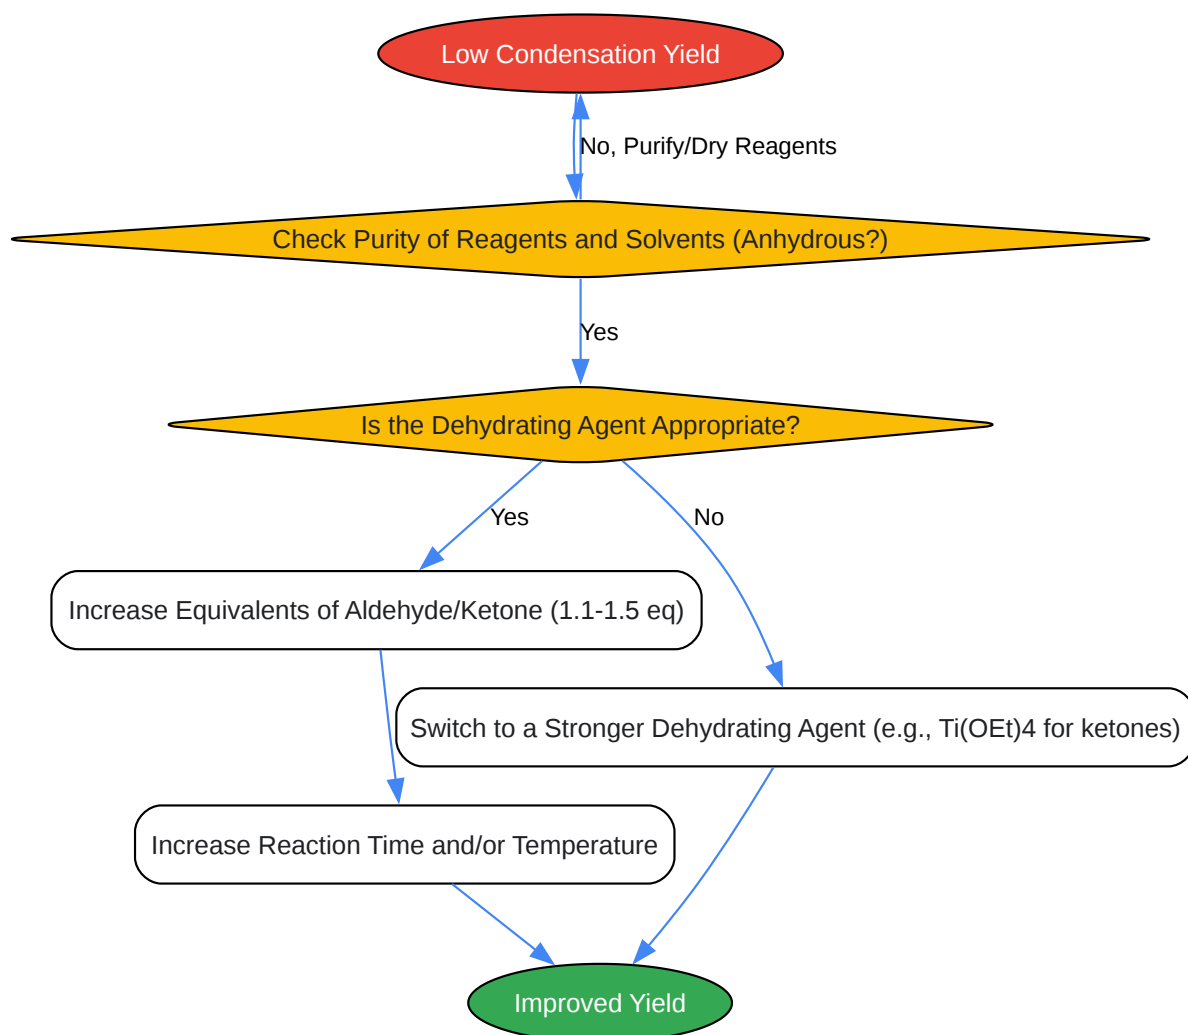 Low Condensation Yield
No, Purify/Dry Reagents
Check Purity of Reagents and Solvents (Anhydrous?)
Yes
Is the Dehydrating Agent Appropriate?
Yes
No
Increase Equivalents of Aldehyde/Ketone (1.1-1.5 eq)
Switch to a Stronger Dehydrating Agent (e.g., Ti(OEt)4 for ketones)
Increase Reaction Time and/or Temperature
Improved Yield